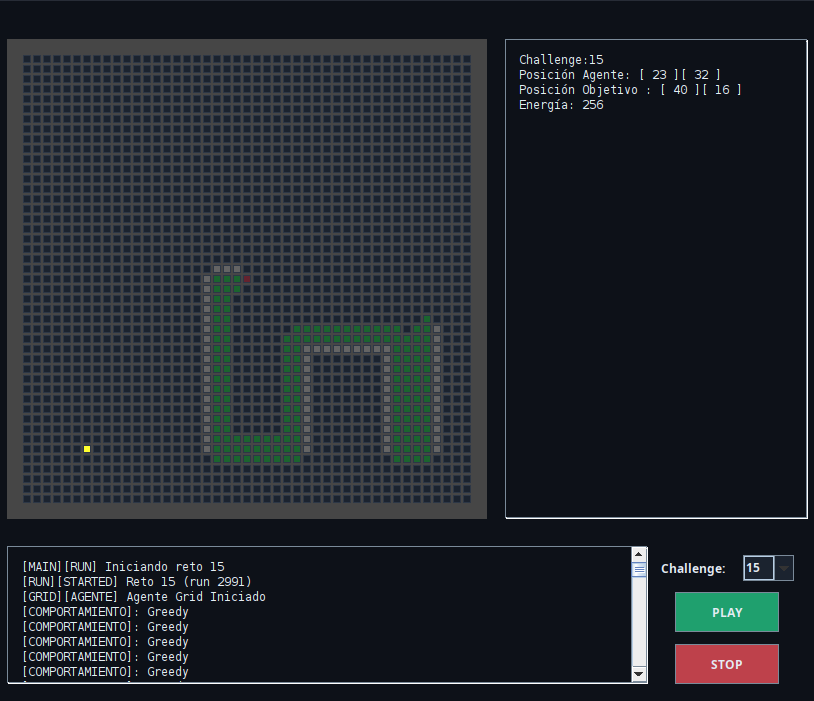 Challenge:15
Posición Agente: [ 23 ][ 32 ]
Posición Objetivo : [ 40 ][ 16 ]
Energía: 256
[MAIN][RUN] Iniciando reto 15
[RUN][STARTED] Reto 15 (run 2991)
[GRID][AGENTE] Agente Grid Iniciado
[COMPORTAMIENTO]: Greedy
[COMPORTAMIENTO]: Greedy
[COMPORTAMIENTO]: Greedy
[COMPORTAMIENTO]: Greedy
[COMPORTAMIENTO]: Greedy
Challenge: 15
PLAY
STOP